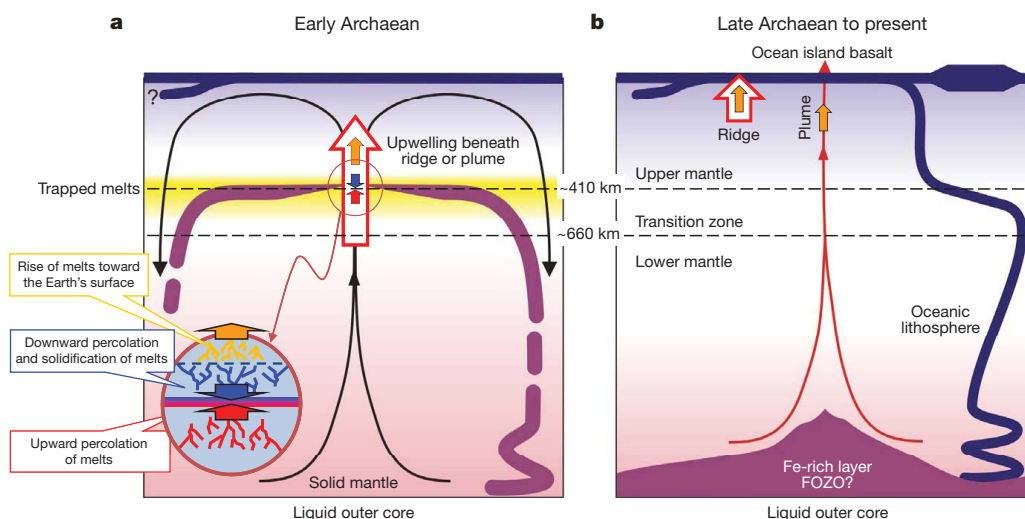 a
Early Archaean
?
Upwelling beneath
ridge or plume
Trapped melts
Rise of melts toward
the Earth's surface
Downward percolation
and solidification of melts
Upward percolation
of melts
Solid mantle
Liquid outer core
~410 km
~660 km
b
Late Archaean to present
Ocean island basalt
Ridge
Plume
Upper mantle
Transition zone
Lower mantle
Oceanic
lithosphere
Fe-rich layer
FOZO?
Liquid outer core